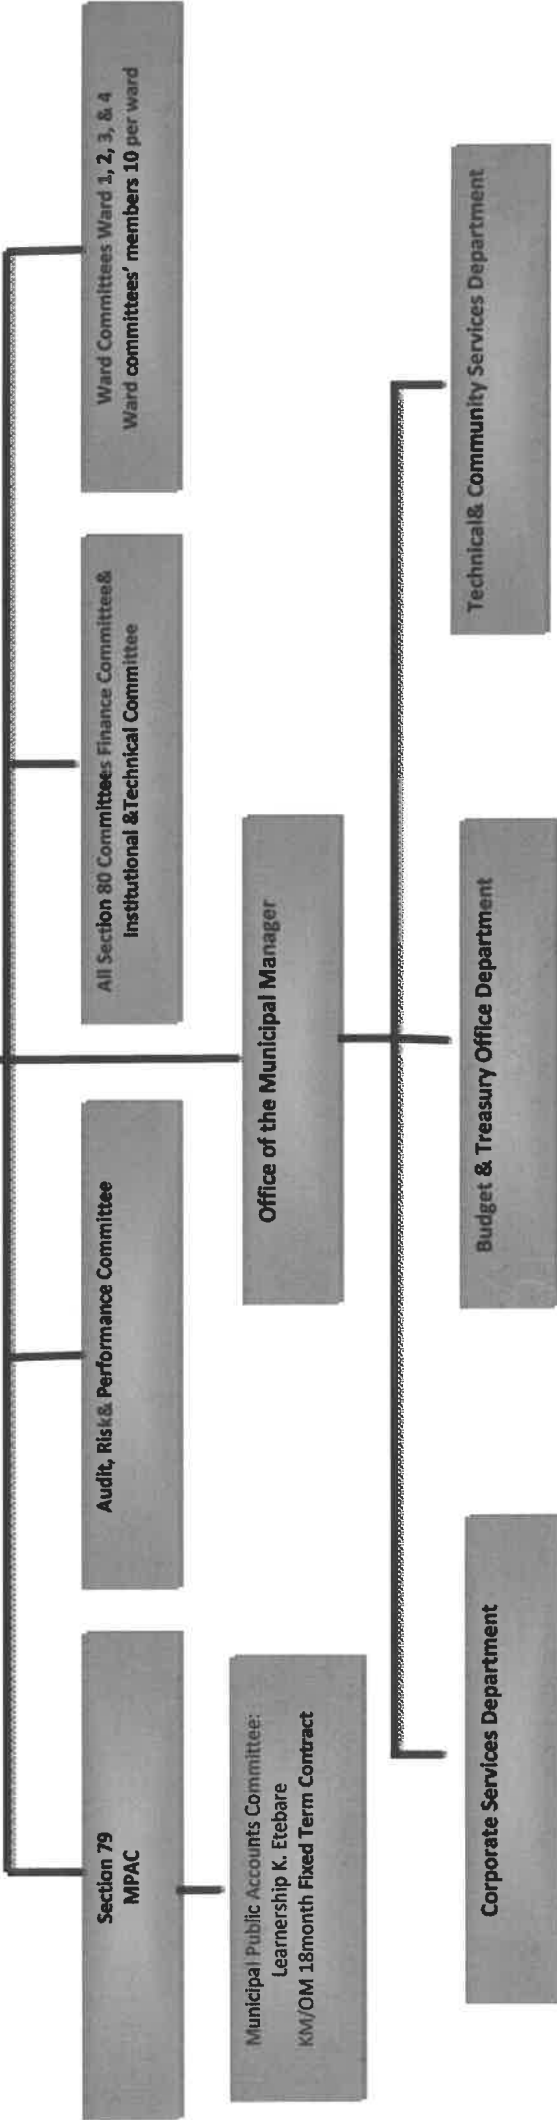 Section 79
MPAC
Audit, Risk& Performance Committee
All Section 80 Committees Finance Committee&
Institutional &Technical Committee
Ward Committees Ward 1, 2, 3, & 4
Ward committees' members 10 per ward
Municipal Public Accounts Committee:
Learnership K. Etebare
KM/OM 18month Fixed Term Contract
Office of the Municipal Manager
Corporate Services Department
Budget & Treasury Office Department
Technical& Community Services Department